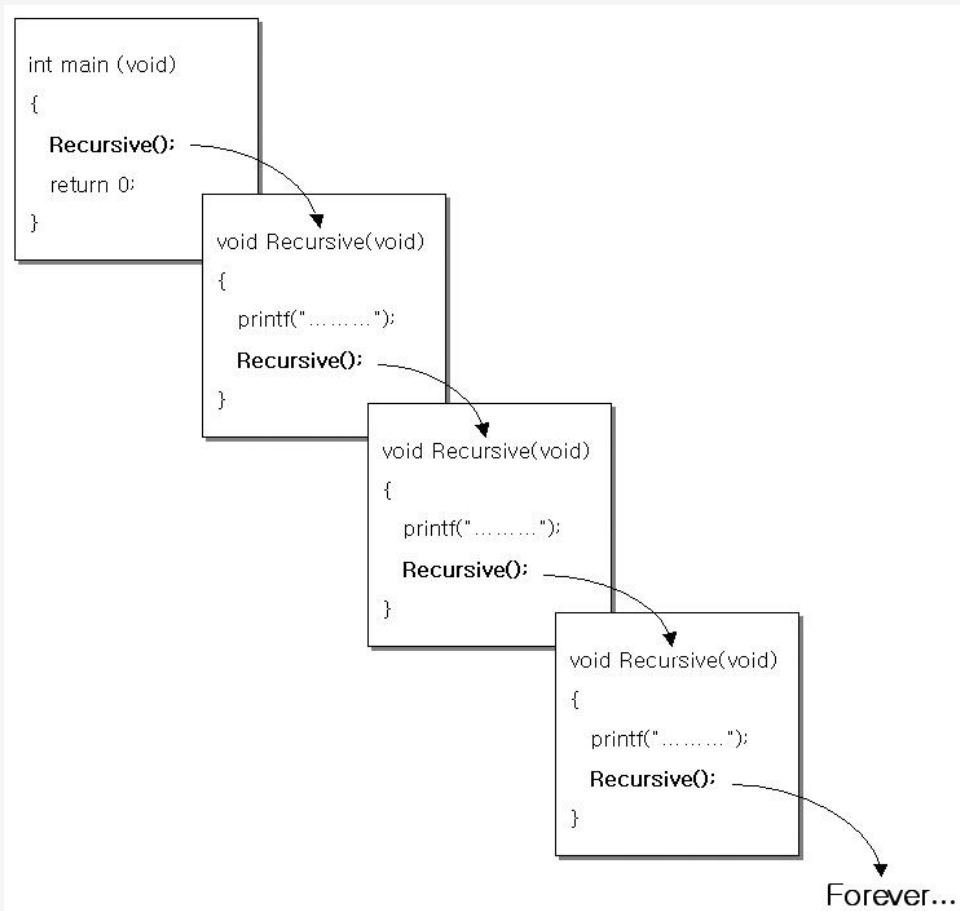 int main (void)
{
Recursive();
return 0;
}
void Recursive(void)
{
printf("………");
Recursive();
}
void Recursive(void)
{
printf("………");
Recursive();
}
void Recursive(void)
{
printf("………");
Recursive();
}
Forever...